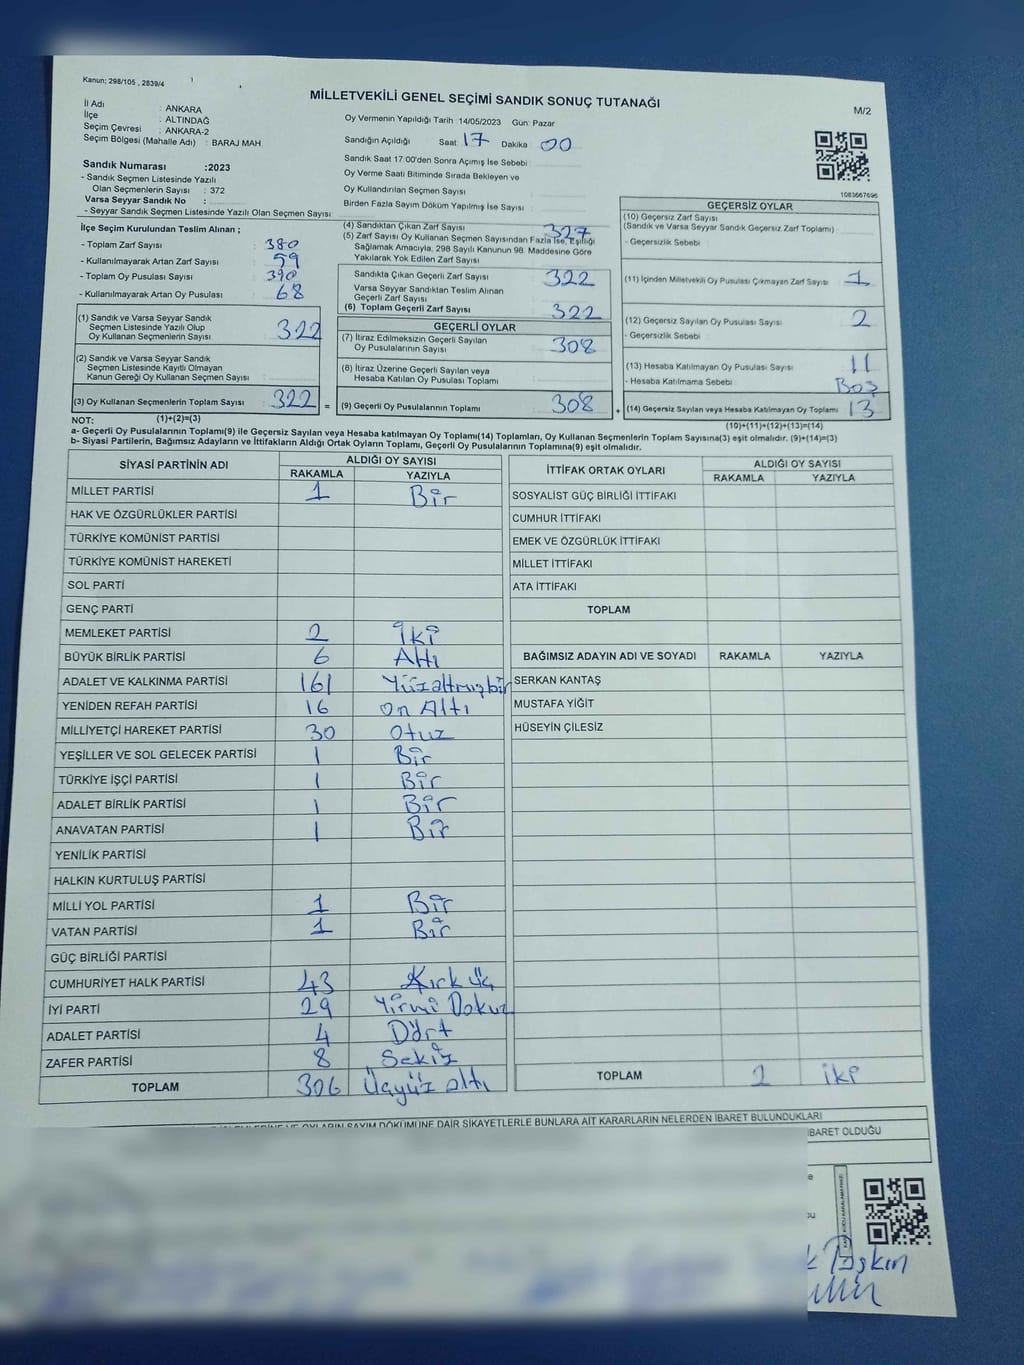 Kanun: 298/105 , 2839/4
MİLLETVEKİLİ GENEL SEÇİMİ SANDIK SONUÇ TUTANAĞI
M/2
İl Adı : ANKARA
İlçe : ALTINDAĞ
Seçim Çevresi : ANKARA-2
Seçim Bölgesi (Mahalle Adı) : BARAJ MAH.
Sandık Numarası :2023
- Sandık Seçmen Listesinde Yazılı
Olan Seçmenlerin Sayısı : 372
Varsa Seyyar Sandık No :
- Seyyar Sandık Seçmen Listesinde Yazılı Olan Seçmen Sayısı:
Oy Vermenin Yapıldığı Tarih :14/05/2023 Gün: Pazar
Sandığın Açıldığı Saat 17 Dakika 00
Sandık Saat 17:00'den Sonra Açımış İse Sebebi
Oy Verme Saati Bitiminde Sırada Bekleyen ve
Oy Kullandırılan Seçmen Sayısı
Birden Fazla Sayım Döküm Yapılmış İse Sayısı
1083667696
İlçe Seçim Kurulundan Teslim Alınan ;
- Toplam Zarf Sayısı : 380
- Kullanılmayarak Artan Zarf Sayısı : 59
- Toplam Oy Pusulası Sayısı : 390
- Kullanılmayarak Artan Oy Pusulası : 68
(1) Sandık ve Varsa Seyyar Sandık
Seçmen Listesinde Yazılı Olup
Oy Kullanan Seçmenlerin Sayısı : 322
(2) Sandık ve Varsa Seyyar Sandık
Seçmen Listesinde Kayıtlı Olmayan
Kanun Gereği Oy Kullanan Seçmen Sayısı :
(3) Oy Kullanan Seçmenlerin Toplam Sayısı : 322 =
(4) Sandıktan Çıkan Zarf Sayısı 327
(5) Zarf Sayısı Oy Kullanan Seçmen Sayısından Fazla İse, Eşitliği
Sağlamak Amacıyla, 298 Sayılı Kanunun 98. Maddesine Göre
Yakılarak Yok Edilen Zarf Sayısı
Sandıkta Çıkan Geçerli Zarf Sayısı 322
Varsa Seyyar Sandıktan Teslim Alınan
Geçerli Zarf Sayısı
(6) Toplam Geçerli Zarf Sayısı 322
GEÇERLİ OYLAR
(7) İtiraz Edilmeksizin Geçerli Sayılan
Oy Pusulalarının Sayısı : 308
(8) İtiraz Üzerine Geçerli Sayılan veya
Hesaba Katılan Oy Pusulası Toplamı
(9) Geçerli Oy Pusulalarının Toplamı : 308 +
GEÇERSİZ OYLAR
(10) Geçersiz Zarf Sayısı
(Sandık ve Varsa Seyyar Sandık Geçersiz Zarf Toplamı)
- Geçersizlik Sebebi :
(11) İçinden Milletvekili Oy Pusulası Çıkmayan Zarf Sayısı 1
(12) Geçersiz Sayılan Oy Pusulası Sayısı 2
- Geçersizlik Sebebi :
(13) Hesaba Katılmayan Oy Pusulası Sayısı 11
- Hesaba Katılmama Sebebi Boş
(14) Geçersiz Sayılan veya Hesaba Katılmayan Oy Toplamı 13
NOT: (1)+(2)=(3) (10)+(11)+(12)+(13)=(14)
a- Geçerli Oy Pusulalarının Toplamı(9) ile Geçersiz Sayılan veya Hesaba katılmayan Oy Toplamı(14) Toplamları, Oy Kullanan Seçmenlerin Toplam Sayısına(3) eşit olmalıdır. (9)+(14)=(3)
b- Siyasi Partilerin, Bağımsız Adayların ve İttifakların Aldığı Ortak Oyların Toplamı, Geçerli Oy Pusulalarının Toplamına(9) eşit olmalıdır.
SİYASİ PARTİNİN ADI ALDIĞI OY SAYISI
RAKAMLA YAZIYLA
MİLLET PARTİSİ 1 Bir
HAK VE ÖZGÜRLÜKLER PARTİSİ
TÜRKİYE KOMÜNİST PARTİSİ
TÜRKİYE KOMÜNİST HAREKETİ
SOL PARTİ
GENÇ PARTİ
MEMLEKET PARTİSİ 2 İki
BÜYÜK BİRLİK PARTİSİ 6 Altı
ADALET VE KALKINMA PARTİSİ 161 Yüzaltmışbir
YENİDEN REFAH PARTİSİ 16 On Altı
MİLLİYETÇİ HAREKET PARTİSİ 30 Otuz
YEŞİLLER VE SOL GELECEK PARTİSİ 1 Bir
TÜRKİYE İŞÇİ PARTİSİ 1 Bir
ADALET BİRLİK PARTİSİ 1 Bir
ANAVATAN PARTİSİ 1 Bir
YENİLİK PARTİSİ
HALKIN KURTULUŞ PARTİSİ
MİLLİ YOL PARTİSİ 1 Bir
VATAN PARTİSİ 1 Bir
GÜÇ BİRLİĞİ PARTİSİ
CUMHURİYET HALK PARTİSİ 43 Kırk üç
İYİ PARTİ 29 Yirmi Dokuz
ADALET PARTİSİ 4 Dört
ZAFER PARTİSİ 8 Sekiz
TOPLAM 306 Üçyüz altı
İTTİFAK ORTAK OYLARI ALDIĞI OY SAYISI
RAKAMLA YAZIYLA
SOSYALİST GÜÇ BİRLİĞİ İTTİFAKI
CUMHUR İTTİFAKI
EMEK VE ÖZGÜRLÜK İTTİFAKI
MİLLET İTTİFAKI
ATA İTTİFAKI
TOPLAM
BAĞIMSIZ ADAYIN ADI VE SOYADI RAKAMLA YAZIYLA
SERKAN KANTAŞ
MUSTAFA YİĞİT
HÜSEYİN ÇİLESİZ
TOPLAM 2 iki
OYLARIN SAYIM DÖKÜMÜNE DAİR ŞİKAYETLERLE BUNLARA AİT KARARLARIN NELERDEN İBARET BULUNDUKLARI
İBARET OLDUĞU